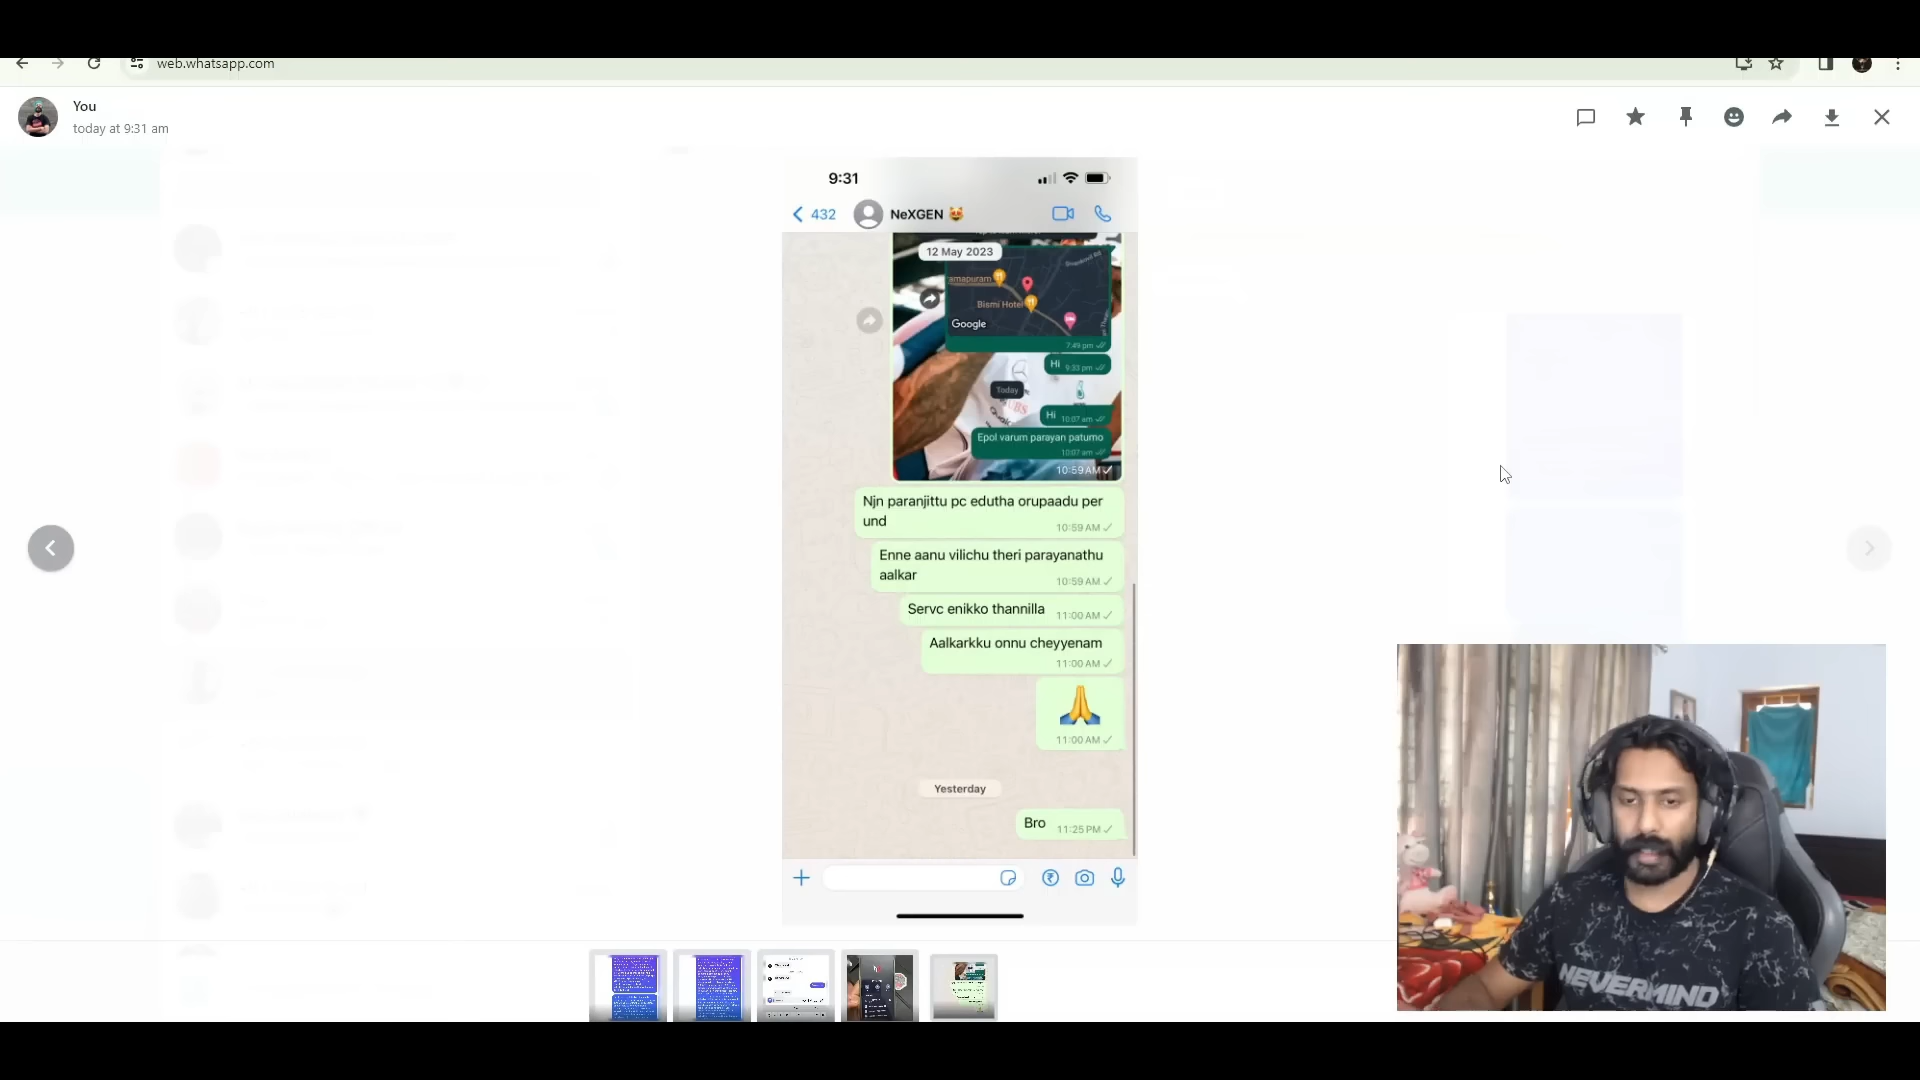 web.whatsapp.com
You
today at 9:31 am
9:31
432
NeXGEN 😻
12 May 2023
amapuram
Bismi Hotel
Google
7:49 pm
Hi 9:33 pm
Today
Hi 10:07 am
Epol varum parayan patumo
10:07 am
10:59 AM
Njn paranjittu pc edutha orupaadu per
und
10:59 AM
Enne aanu vilichu theri parayanathu
aalkar
10:59 AM
Servc enikko thannilla 11:00 AM
Aalkarkku onnu cheyyenam
11:00 AM
🙏
11:00 AM
Yesterday
Bro 11:25 PM
NEVERMIND